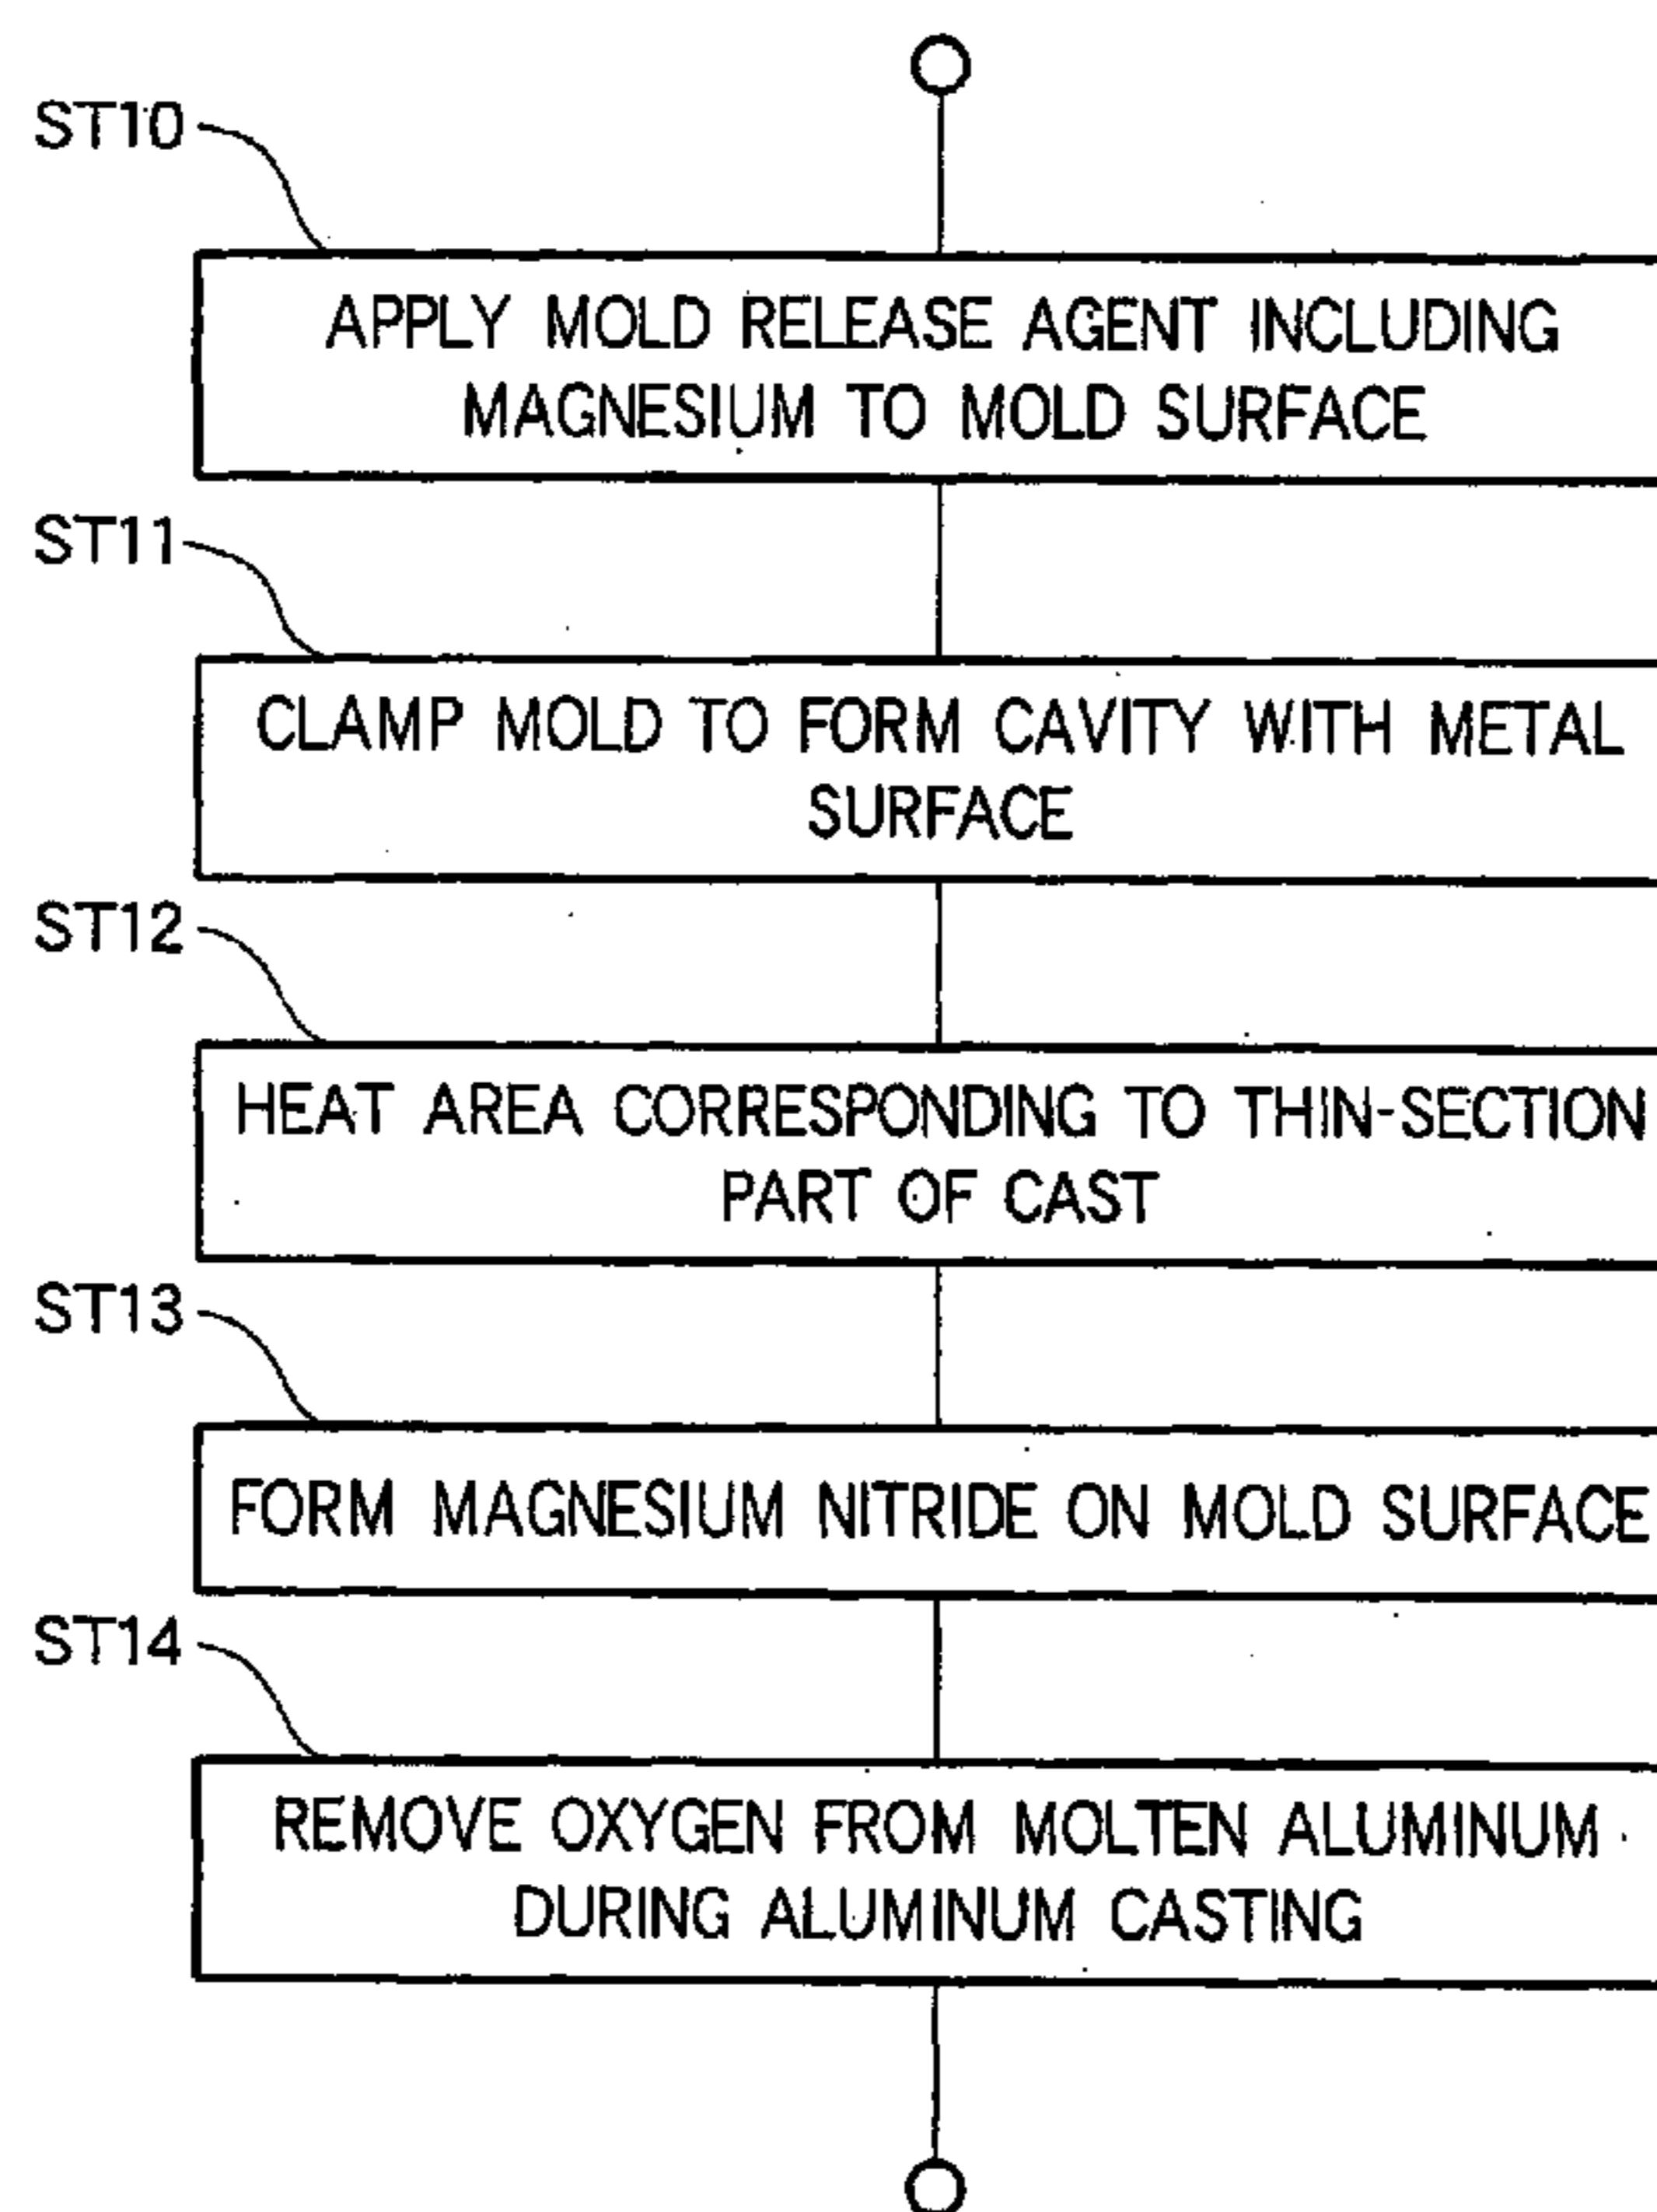 ST10
APPLY MOLD RELEASE AGENT INCLUDING
MAGNESIUM TO MOLD SURFACE
ST11
CLAMP MOLD TO FORM CAVITY WITH METAL
SURFACE
ST12
HEAT AREA CORRESPONDING TO THIN-SECTION
PART OF CAST
ST13
FORM MAGNESIUM NITRIDE ON MOLD SURFACE
ST14
REMOVE OXYGEN FROM MOLTEN ALUMINUM
DURING ALUMINUM CASTING